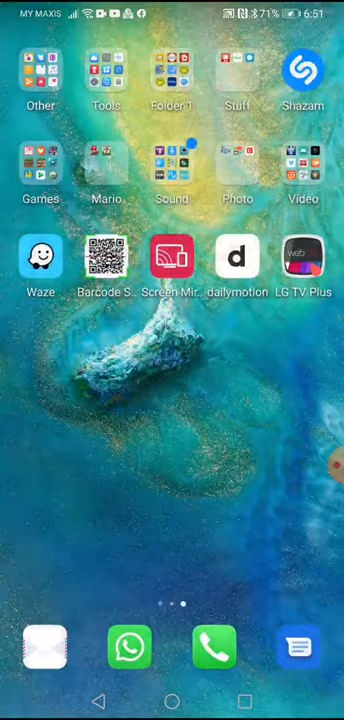 MY MAXIS 71% 6:51
Other Tools Folder 1 Stuff Shazam
Games Mario Sound Photo Video
Waze Barcode S.. Screen Mir.. dailymotion LG TV Plus
d
web